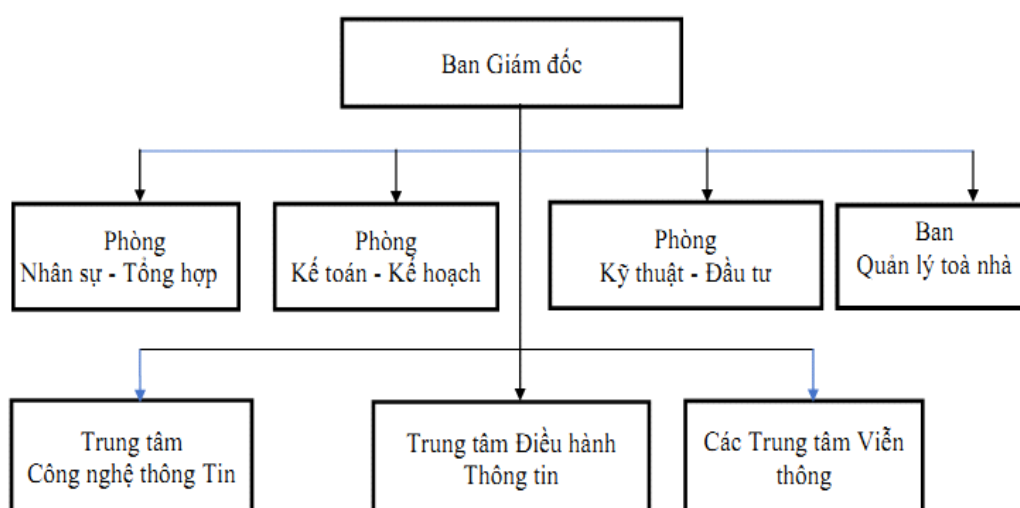 Ban Giám đốc
Phòng
Nhân sự - Tổng hợp
Phòng
Kế toán - Kế hoạch
Phòng
Kỹ thuật - Đầu tư
Ban
Quản lý toà nhà
Trung tâm
Công nghệ thông Tin
Trung tâm Điều hành
Thông tin
Các Trung tâm Viễn
thông